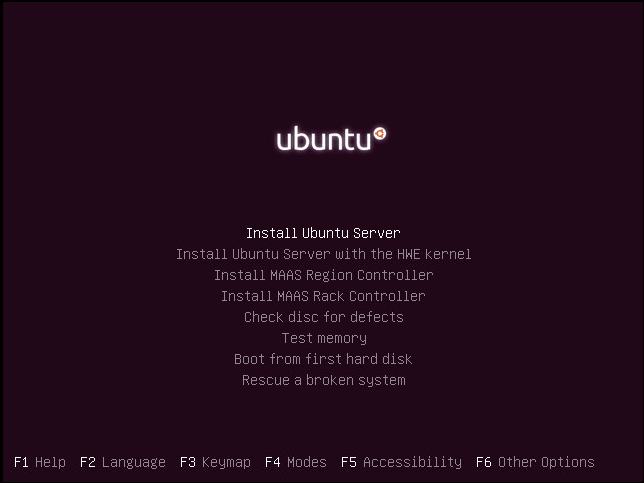 ubuntu
Install Ubuntu Server
Install Ubuntu Server with the HWE kernel
Install MAAS Region Controller
Install MAAS Rack Controller
Check disc for defects
Test memory
Boot from first hard disk
Rescue a broken system
F1 Help F2 Language F3 Keymap F4 Modes F5 Accessibility F6 Other Options